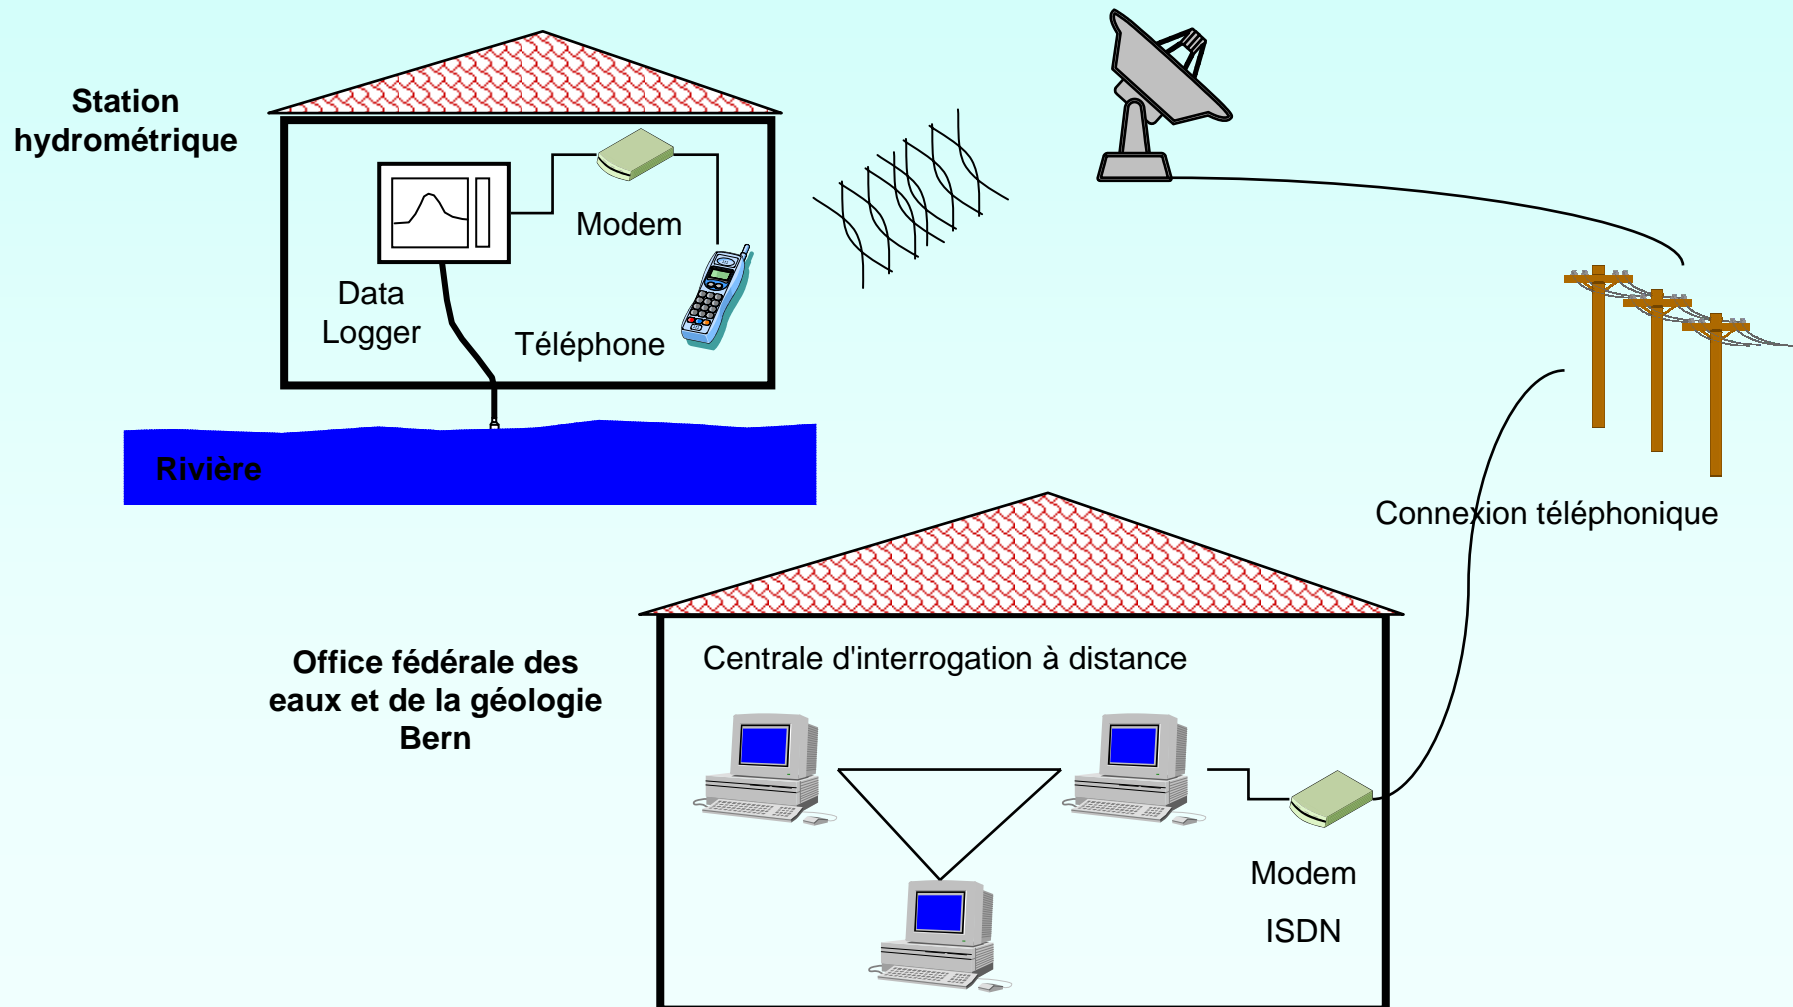 Station
hydrométrique
Modem
Data
Logger
Téléphone
Rivière
Connexion téléphonique
Office fédérale des
eaux et de la géologie
Bern
Centrale d'interrogation à distance
Modem
ISDN